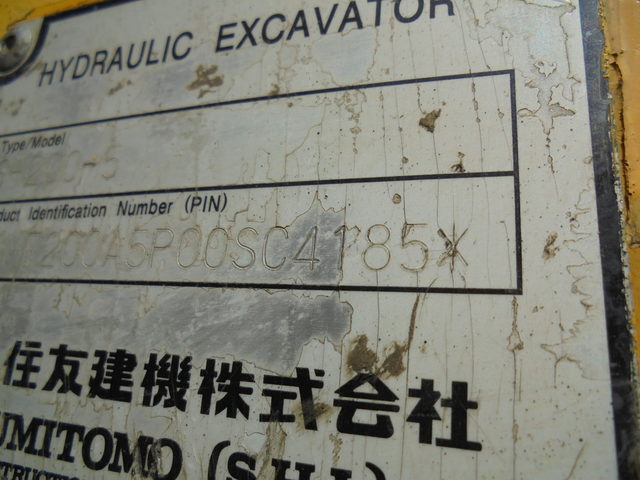 HYDRAULIC EXCAVATOR
Type/Model
duct Identification Number (PIN)
T200A5P00SC4185*
住友建機株式会社
UMITOMO (S.H.I.)